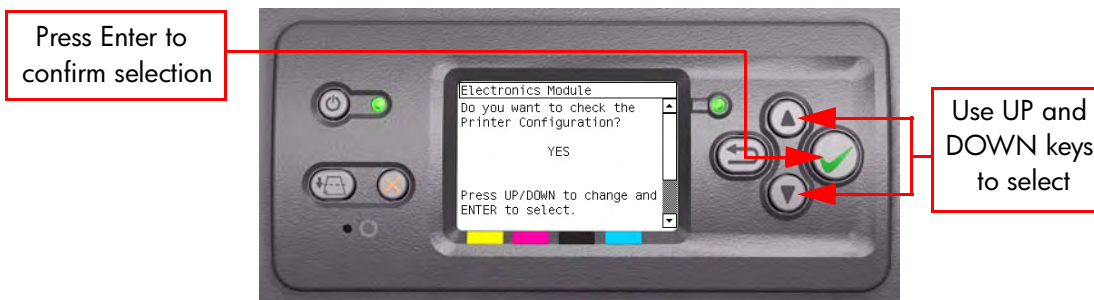 Press Enter to
confirm selection
Electronics Module
Do you want to check the
Printer Configuration?
YES
Press UP/DOWN to change and
ENTER to select.
Use UP and
DOWN keys
to select